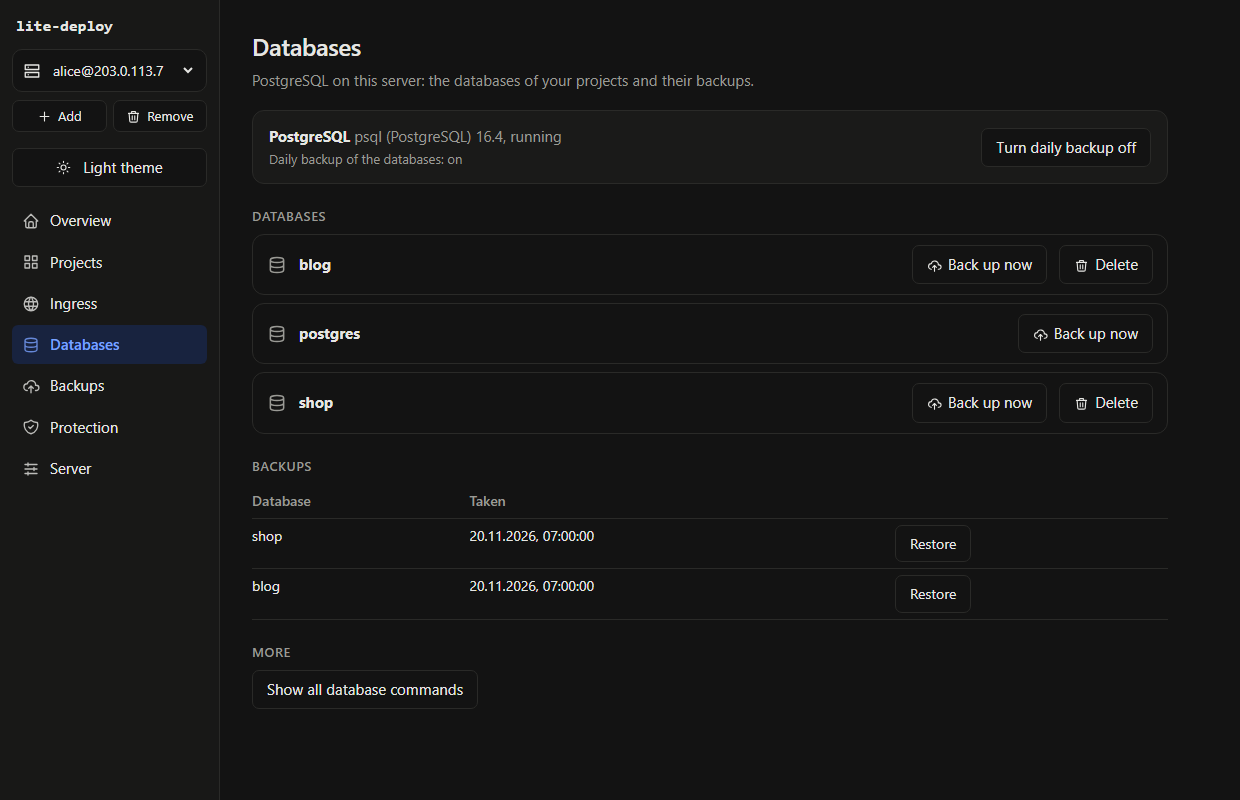 lite-deploy
alice@203.0.113.7
Add
Remove
Light theme
Overview
Projects
Ingress
Databases
Backups
Protection
Server
Databases
PostgreSQL on this server: the databases of your projects and their backups.
PostgreSQL psql (PostgreSQL) 16.4, running
Daily backup of the databases: on
Turn daily backup off
DATABASES
blog
Back up now
Delete
postgres
Back up now
shop
Back up now
Delete
BACKUPS
Database Taken
shop 20.11.2026, 07:00:00 Restore
blog 20.11.2026, 07:00:00 Restore
MORE
Show all database commands